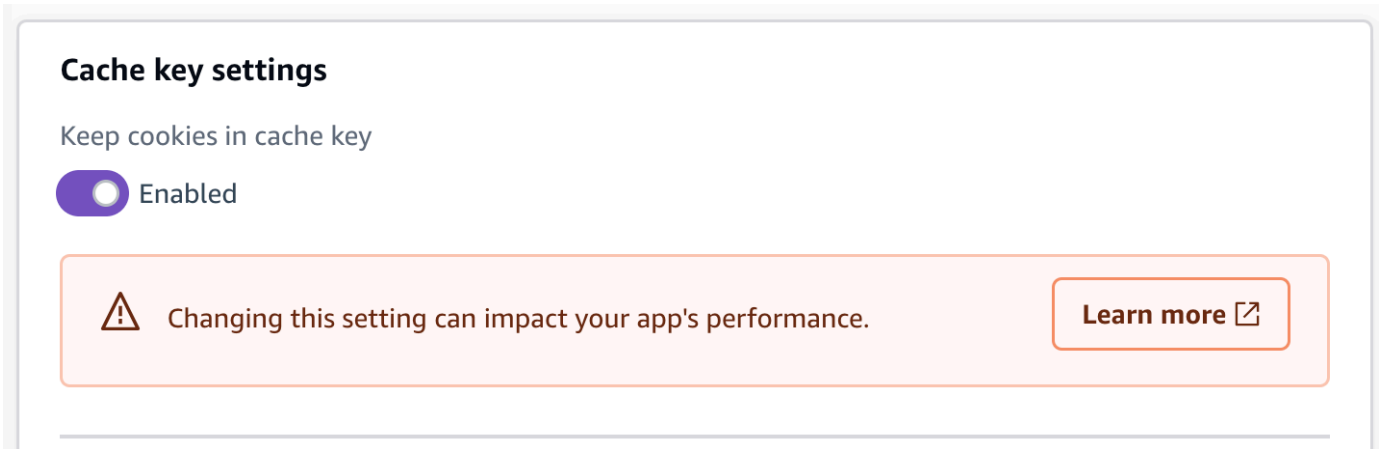 Cache key settings
Keep cookies in cache key
Enabled
Changing this setting can impact your app's performance.
Learn more